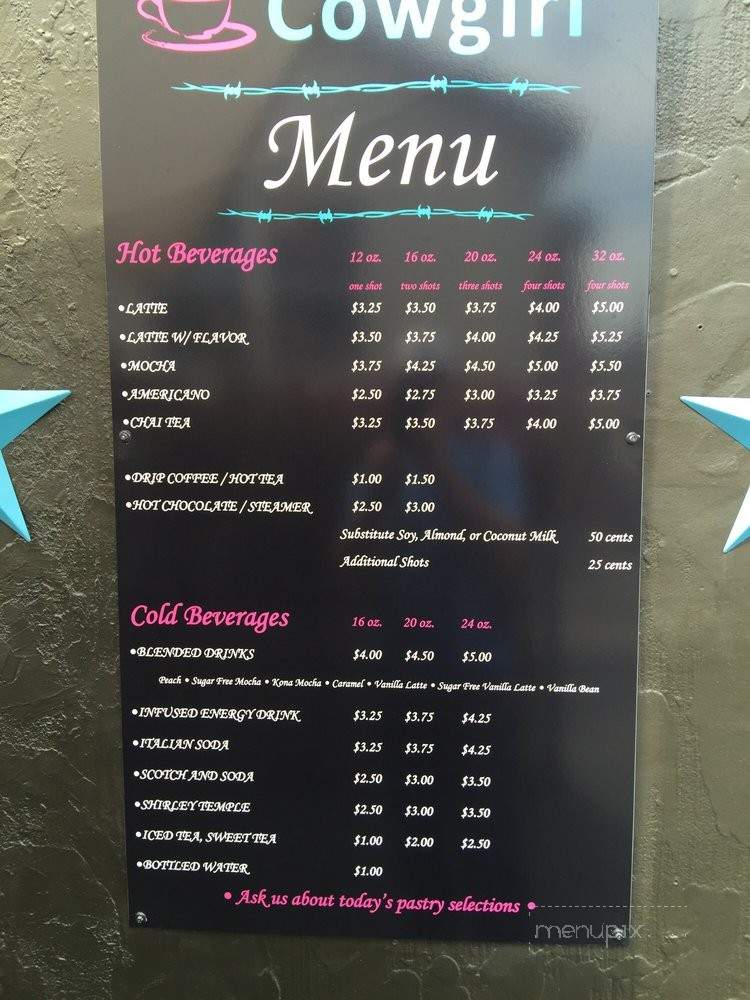 Cowgirl
Menu
Hot Beverages 12 oz. 16 oz. 20 oz. 24 oz. 32 oz.
one shot two shots three shots four shots four shots
•LATTE $3.25 $3.50 $3.75 $4.00 $5.00
•LATTE W/ FLAVOR $3.50 $3.75 $4.00 $4.25 $5.25
•MOCHA $3.75 $4.25 $4.50 $5.00 $5.50
•AMERICANO $2.50 $2.75 $3.00 $3.25 $3.75
•CHAI TEA $3.25 $3.50 $3.75 $4.00 $5.00
•DRIP COFFEE / HOT TEA $1.00 $1.50
•HOT CHOCOLATE / STEAMER $2.50 $3.00
Substitute Soy, Almond, or Coconut Milk 50 cents
Additional Shots 25 cents
Cold Beverages 16 oz. 20 oz. 24 oz.
•BLENDED DRINKS $4.00 $4.50 $5.00
Peach • Sugar Free Mocha • Kona Mocha • Caramel • Vanilla Latte • Sugar Free Vanilla Latte • Vanilla Bean
•INFUSED ENERGY DRINK $3.25 $3.75 $4.25
•ITALIAN SODA $3.25 $3.75 $4.25
•SCOTCH AND SODA $2.50 $3.00 $3.50
•SHIRLEY TEMPLE $2.50 $3.00 $3.50
•ICED TEA, SWEET TEA $1.00 $2.00 $2.50
•BOTTLED WATER $1.00
• Ask us about today's pastry selections •
menupix